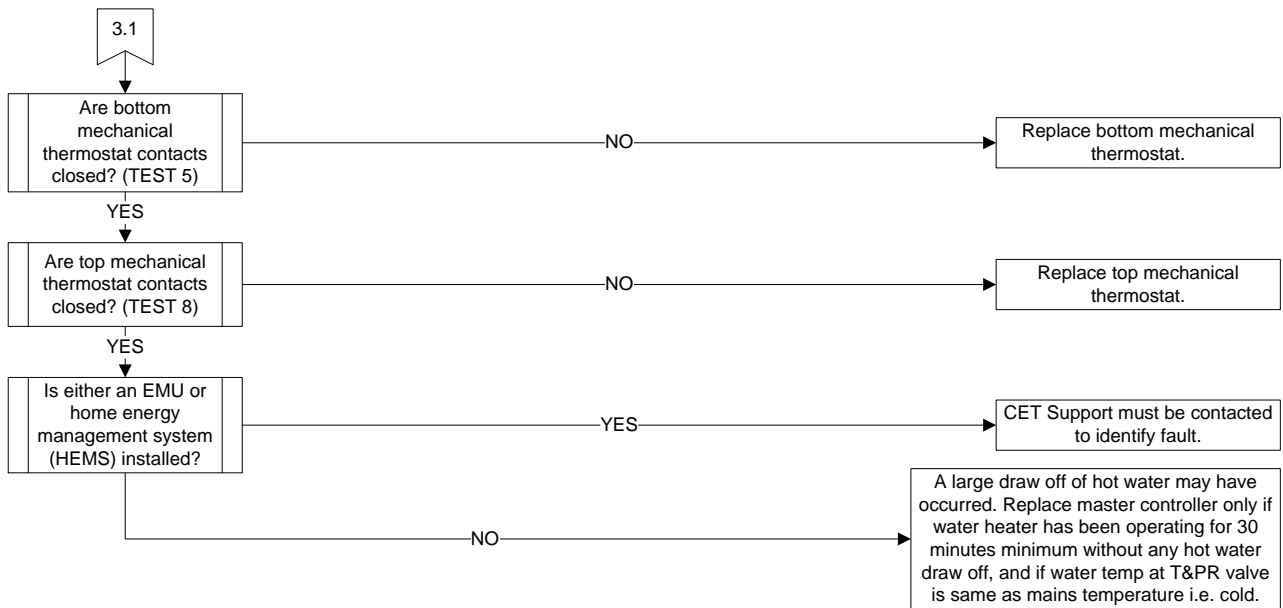 3.1
Are bottom
mechanical
thermostat contacts
closed? (TEST 5)
NO
Replace bottom mechanical
thermostat.
YES
Are top mechanical
thermostat contacts
closed? (TEST 8)
NO
Replace top mechanical
thermostat.
YES
Is either an EMU or
home energy
management system
(HEMS) installed?
YES
CET Support must be contacted
to identify fault.
NO
A large draw off of hot water may have
occurred. Replace master controller only if
water heater has been operating for 30
minutes minimum without any hot water
draw off, and if water temp at T&PR valve
is same as mains temperature i.e. cold.